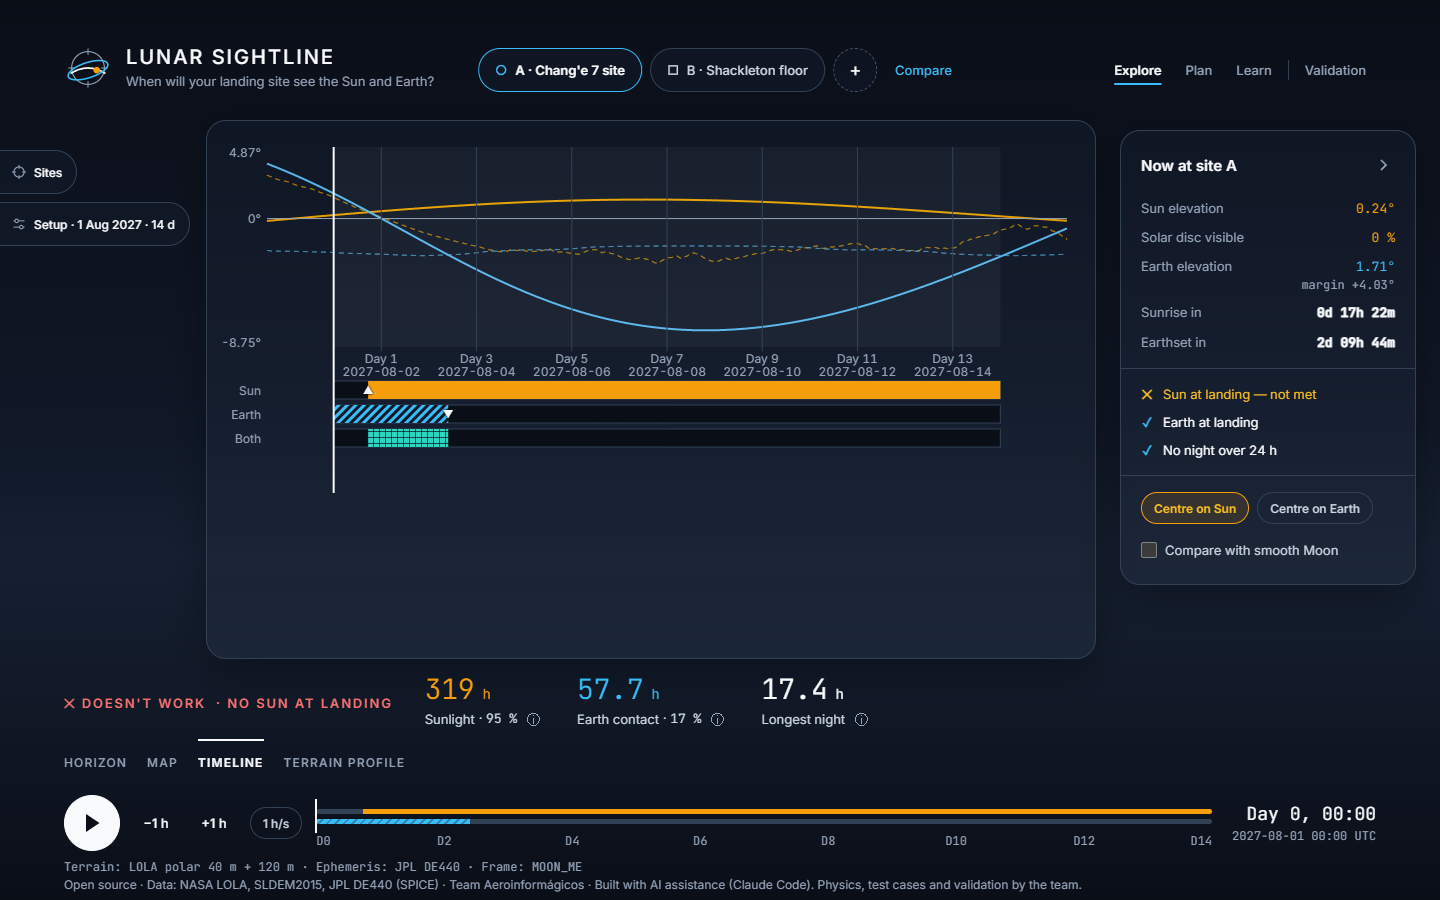 LUNAR SIGHTLINE
When will your landing site see the Sun and Earth?
A · Chang'e 7 site
B · Shackleton floor
+
Compare
Explore
Plan
Learn
Validation
Sites
Setup · 1 Aug 2027 · 14 d
4.87°
0°
-8.75°
Day 1
Day 3
Day 5
Day 7
Day 9
Day 11
Day 13
2027-08-02
2027-08-04
2027-08-06
2027-08-08
2027-08-10
2027-08-12
2027-08-14
Sun
Earth
Both
Now at site A
Sun elevation 0.24°
Solar disc visible 0 %
Earth elevation 1.71°
margin +4.03°
Sunrise in 0d 17h 22m
Earthset in 2d 09h 44m
Sun at landing — not met
Earth at landing
No night over 24 h
Centre on Sun
Centre on Earth
Compare with smooth Moon
DOESN'T WORK · NO SUN AT LANDING
319 h
Sunlight · 95 %
57.7 h
Earth contact · 17 %
17.4 h
Longest night
HORIZON
MAP
TIMELINE
TERRAIN PROFILE
−1 h
+1 h
1 h/s
D0
D2
D4
D6
D8
D10
D12
D14
Day 0, 00:00
2027-08-01 00:00 UTC
Terrain: LOLA polar 40 m + 120 m · Ephemeris: JPL DE440 · Frame: MOON_ME
Open source · Data: NASA LOLA, SLDEM2015, JPL DE440 (SPICE) · Team Aeroinformágicos · Built with AI assistance (Claude Code). Physics, test cases and validation by the team.